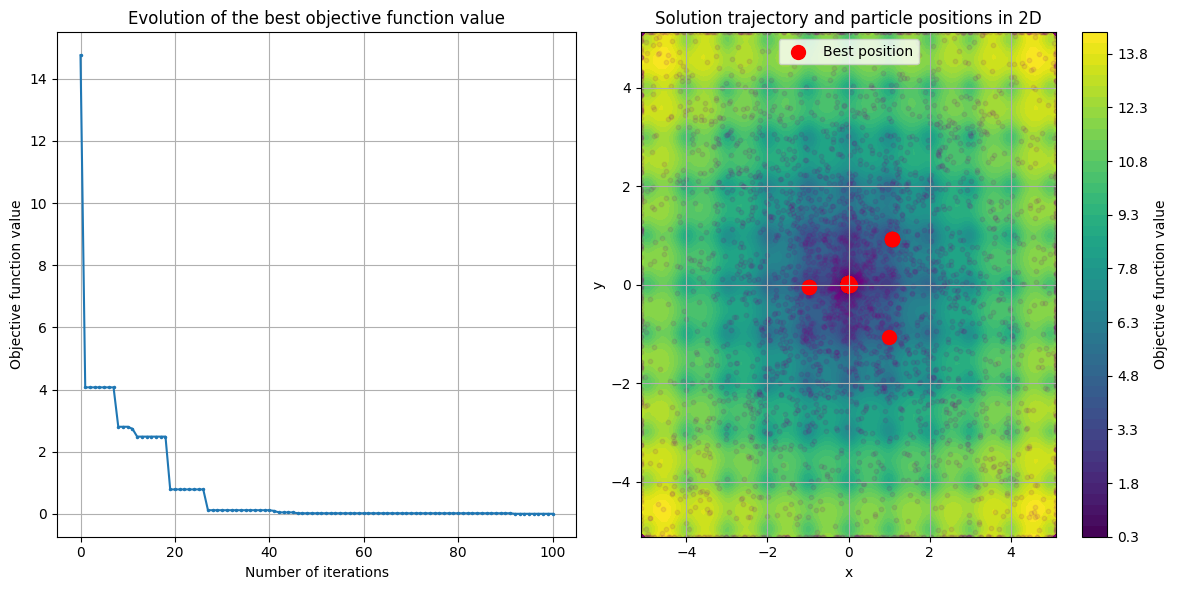 Evolution of the best objective function value
14
12
10
8
6
4
2
0
Objective function value
0 20 40 60 80 100
Number of iterations
Solution trajectory and particle positions in 2D
Best position
4
2
0
−2
−4
y
−4 −2 0 2 4
x
13.8
12.3
10.8
9.3
7.8
6.3
4.8
3.3
1.8
0.3
Objective function value